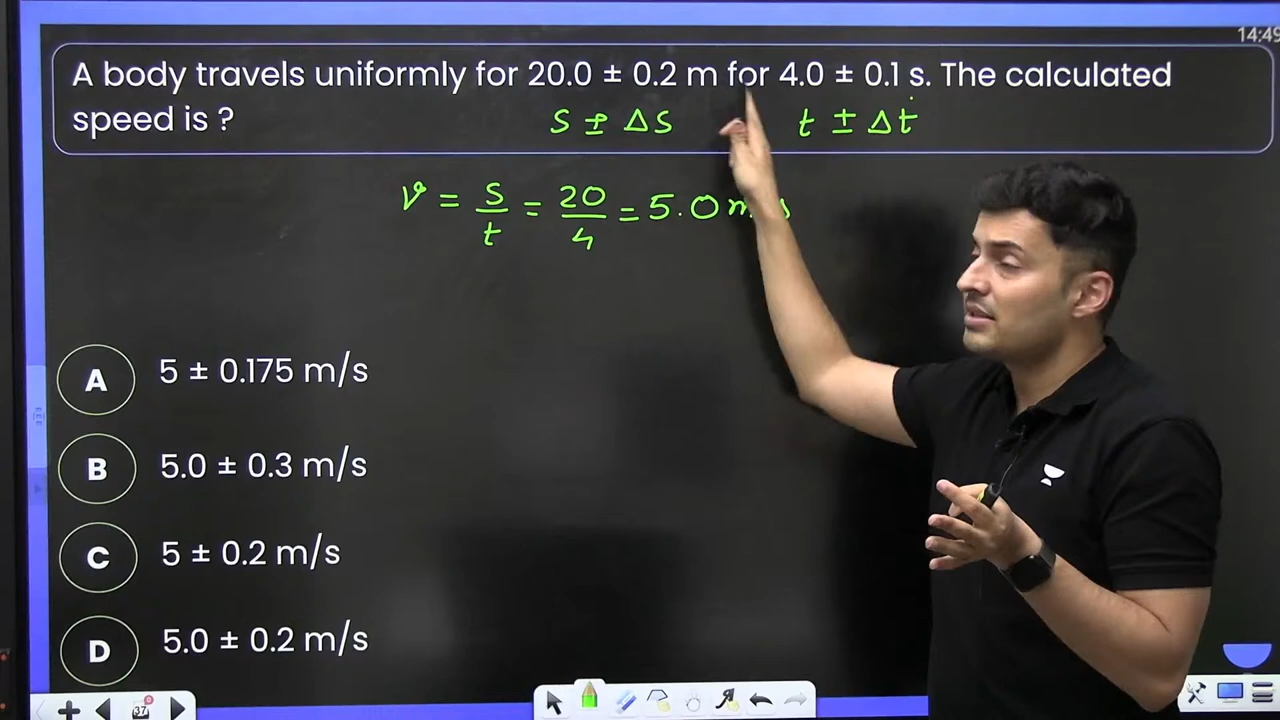 14:49
A body travels uniformly for 20.0 ± 0.2 m for 4.0 ± 0.1 s. The calculated
speed is ?
s ± Δs t ± Δt
v = s/t = 20/4 = 5.0
A 5 ± 0.175 m/s
B 5.0 ± 0.3 m/s
C 5 ± 0.2 m/s
D 5.0 ± 0.2 m/s
37